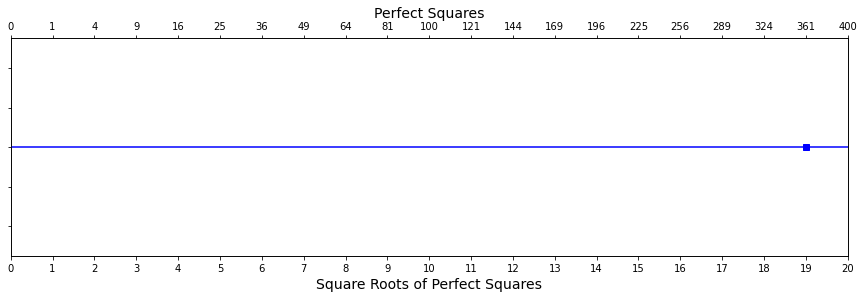 Perfect Squares
0 1 4 9 16 25 36 49 64 81 100 121 144 169 196 225 256 289 324 361 400
0 1 2 3 4 5 6 7 8 9 10 11 12 13 14 15 16 17 18 19 20
Square Roots of Perfect Squares